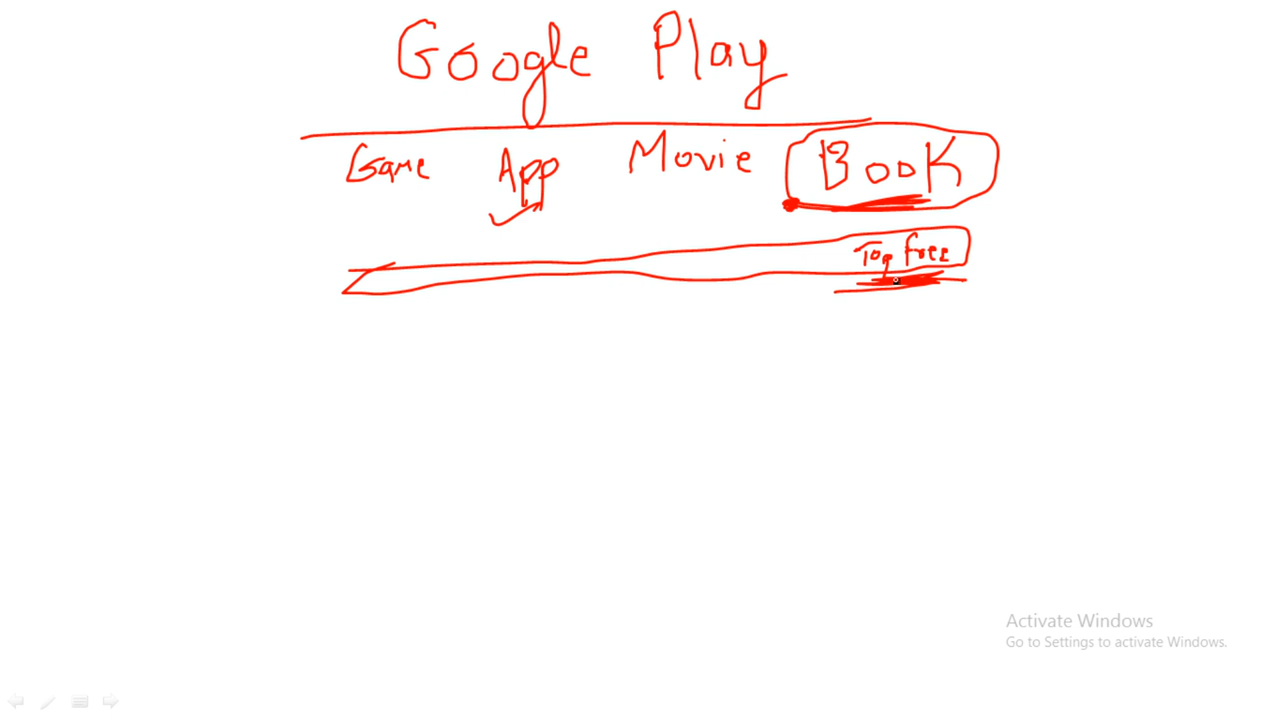 Google Play
Game App Movie Book
Top free
Activate Windows
Go to Settings to activate Windows.